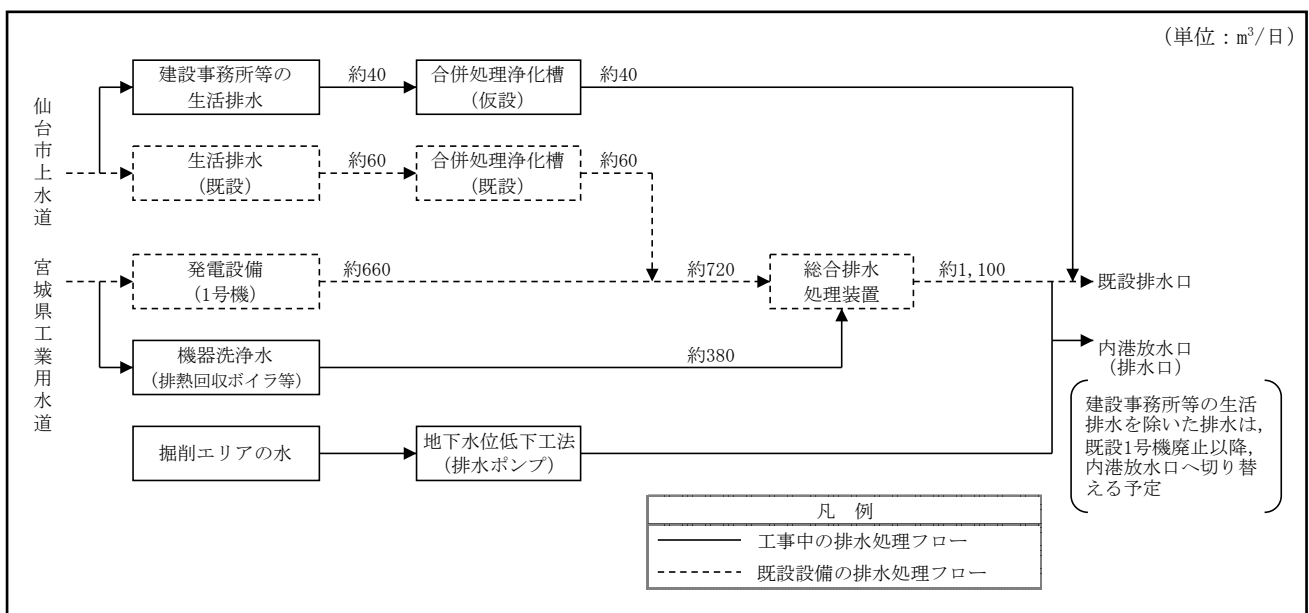 (単位：m³/日)
仙台市上水道
建設事務所等の
生活排水
約40
合併処理浄化槽
(仮設)
約40
生活排水
(既設)
約60
合併処理浄化槽
(既設)
約60
宮城県工業用水道
発電設備
(1号機)
約660
約720
総合排水
処理装置
約1,100
既設排水口
機器洗浄水
(排熱回収ボイラ等)
約380
内港放水口
(排水口)
建設事務所等の生活
排水を除いた排水は,
既設1号機廃止以降,
内港放水口へ切り替
える予定
掘削エリアの水
地下水位低下工法
(排水ポンプ)
凡 例
工事中の排水処理フロー
既設設備の排水処理フロー